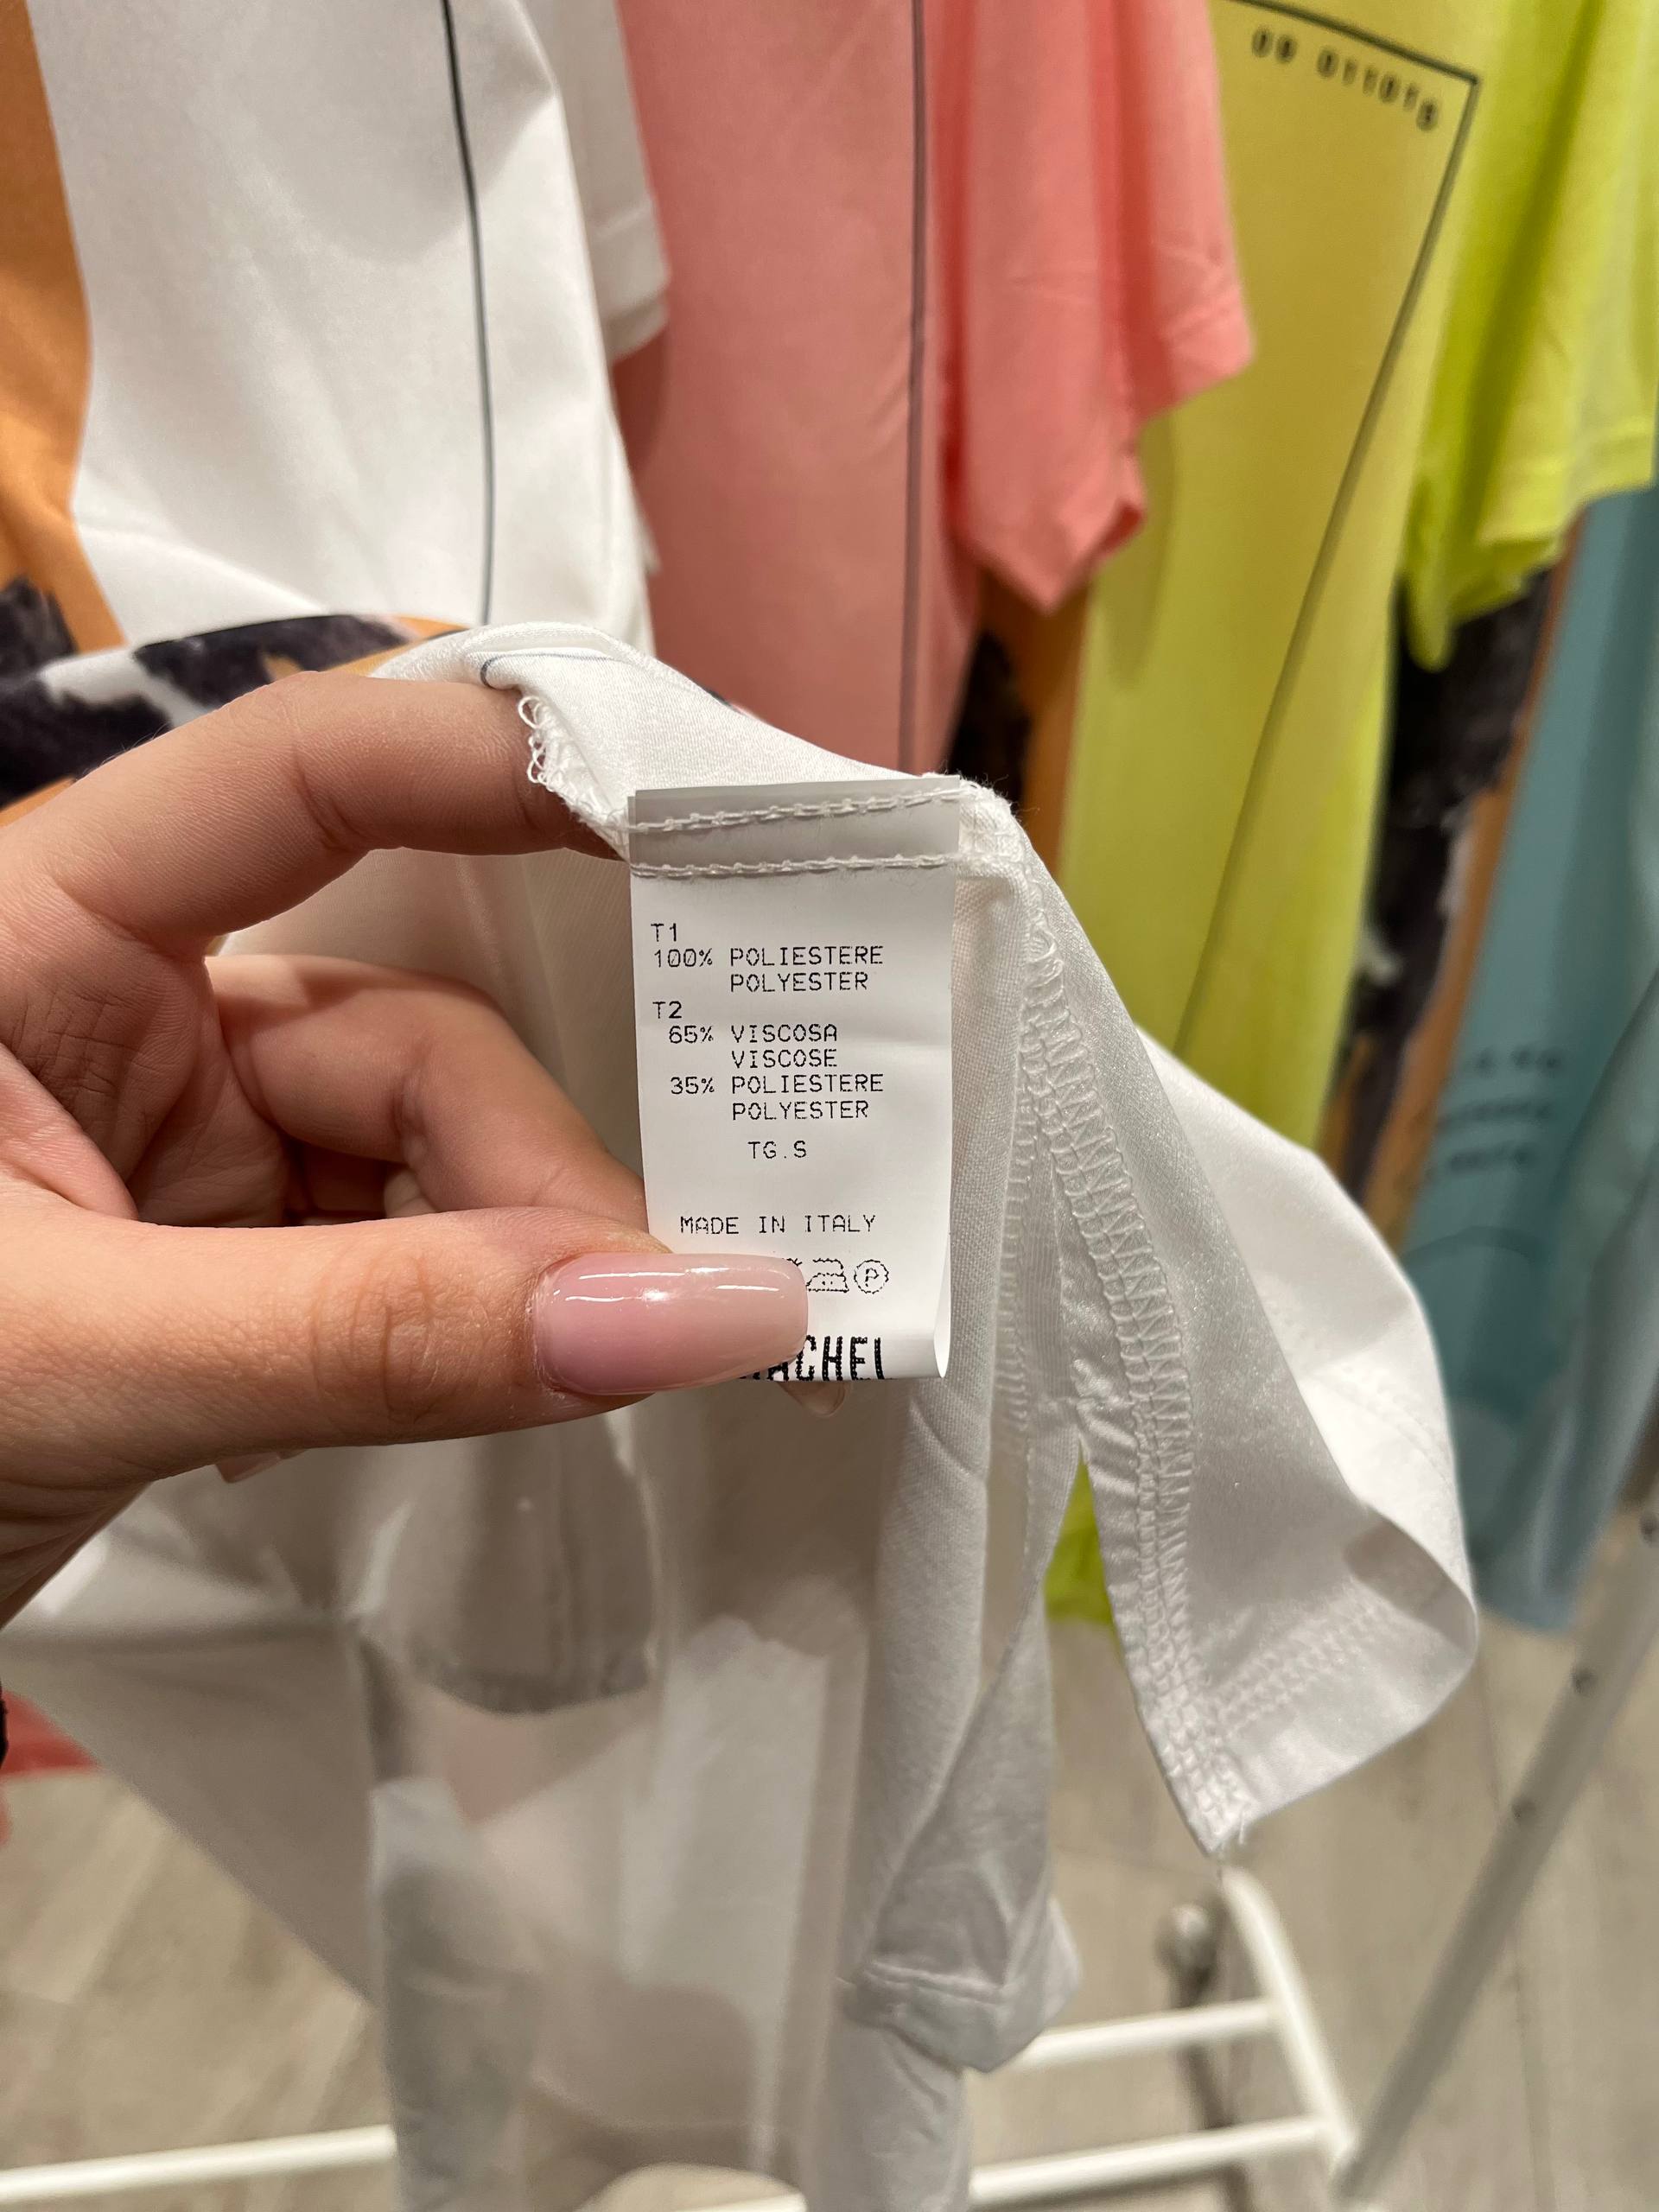 T1
100% POLIESTERE
POLYESTER
T2
65% VISCOSA
VISCOSE
35% POLIESTERE
POLYESTER
TG.S
MADE IN ITALY
P